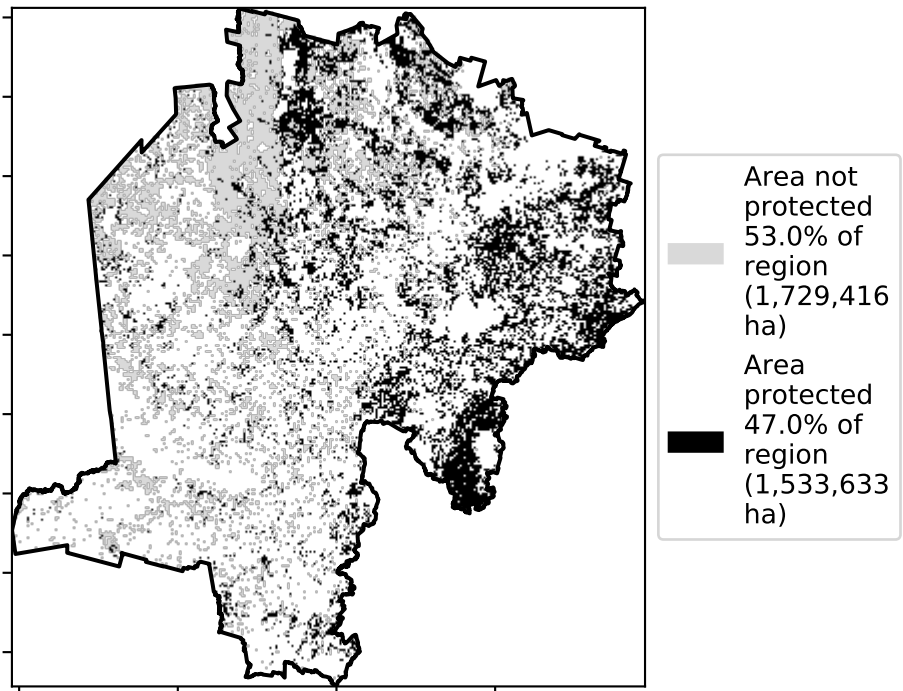 Area not
protected
53.0% of
region
(1,729,416
ha)
Area
protected
47.0% of
region
(1,533,633
ha)